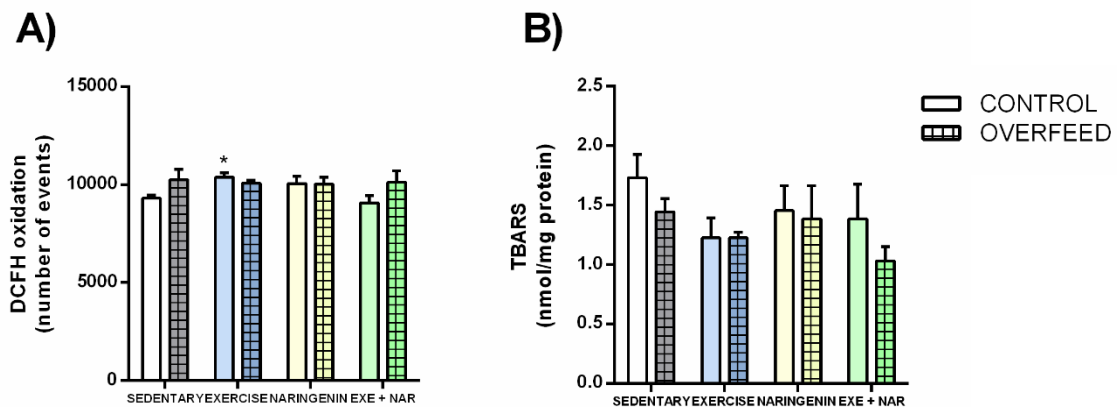 A)
DCFH oxidation
(number of events)
15000
10000
5000
0
*
SEDENTARY EXERCISE NARINGENIN EXE + NAR
B)
TBARS
(nmol/mg protein)
2.5
2.0
1.5
1.0
0.5
0.0
SEDENTARY EXERCISE NARINGENIN EXE + NAR
CONTROL
OVERFEED